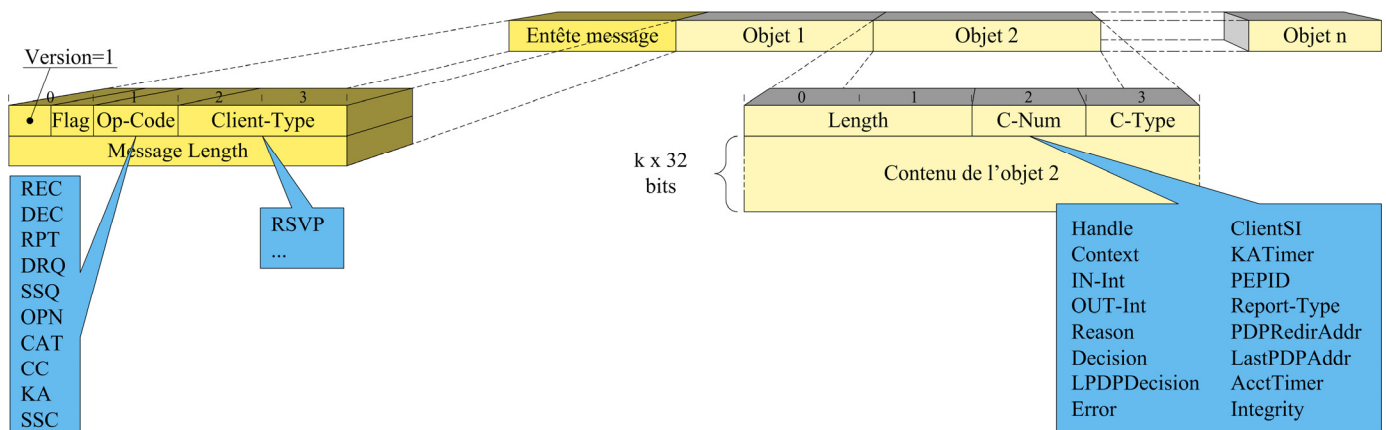 Entête message Objet 1 Objet 2 Objet n
Version=1
0 1 2 3
Flag Op-Code Client-Type
Message Length
REC
DEC
RPT
DRQ
SSQ
OPN
CAT
CC
KA
SSC
RSVP
...
0 1 2 3
Length C-Num C-Type
k x 32
bits
Contenu de l’objet 2
Handle ClientSI
Context KATimer
IN-Int PEPID
OUT-Int Report-Type
Reason PDPRedirAddr
Decision LastPDPAddr
LPDPDecision AcctTimer
Error Integrity